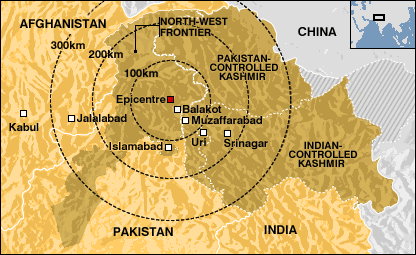 AFGHANISTAN
NORTH-WEST
FRONTIER
CHINA
300km
200km
100km
PAKISTAN-
CONTROLLED
KASHMIR
Epicentre
Balakot
Muzaffarabad
Kabul
Jalalabad
Uri
Srinagar
Islamabad
INDIAN-
CONTROLLED
KASHMIR
PAKISTAN
INDIA